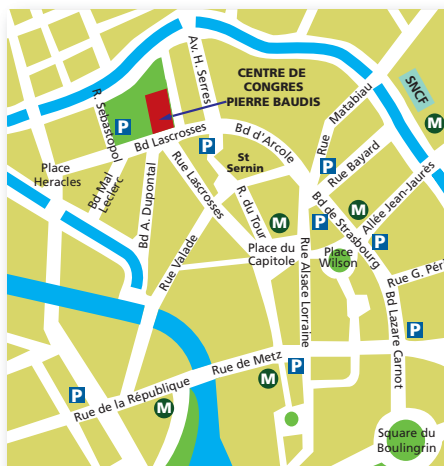 Av. H. Serres
R. Sebastopol
CENTRE DE
CONGRES
PIERRE BAUDIS
SNCF
M
Rue Matabiau
P
Bd Lascrosses
Bd d'Arcole
P
St
Sernin
Rue Bayard
P
Place
Heracles
Bd Mal
Leclerc
Bd A. Dupontal
Rue Lascrosses
R. du Tour
M
P
Bd de Strasbourg
M
Allée Jean-Jaurès
P
Rue Valade
Place du
Capitole
Rue Alsace Lorraine
Place
Wilson
Rue G. Péri
Bd Lazare Carnot
P
Rue de Metz
P
M
P
Rue de la République
M
Square du
Boulingrin